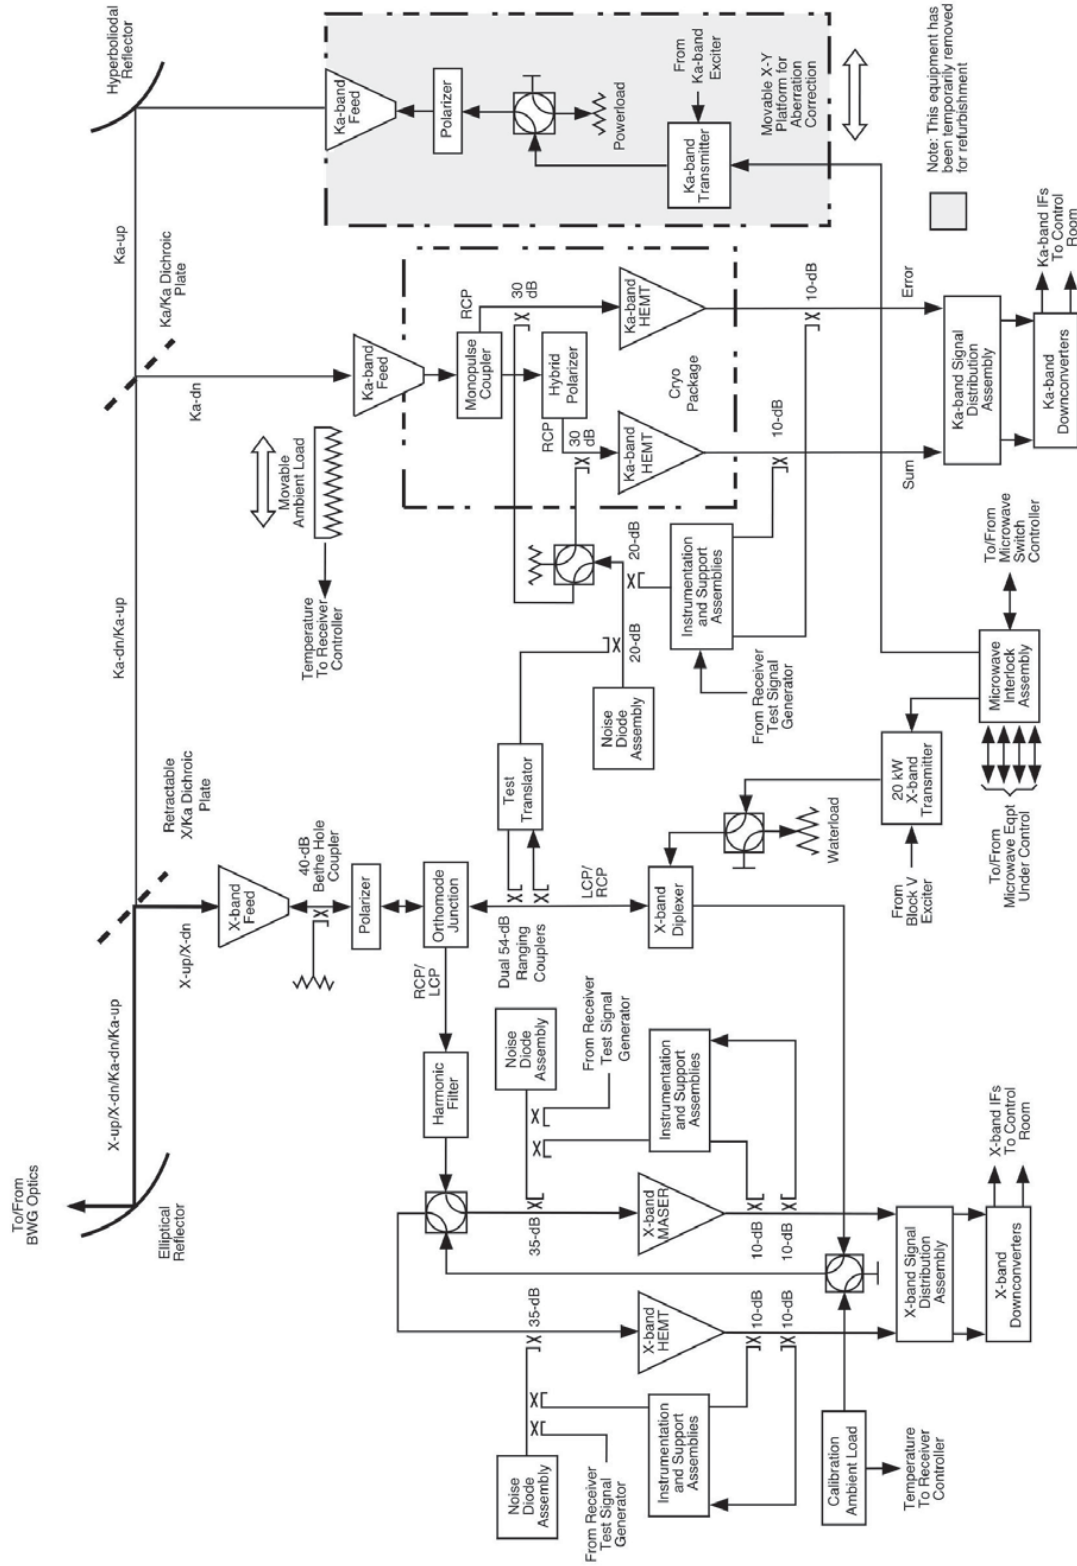 To/From
BWG Optics
Elliptical
Reflector
X-up/X-dn/Ka-dn/Ka-up
X-up/X-dn
Retractable
X/Ka Dichroic
Plate
Ka-dn/Ka-up
Ka-dn
Ka/Ka Dichroic
Plate
Ka-up
Hyperboliodal
Reflector
X-band
Feed
40-dB
Bethe Hole
Coupler
Polarizer
Orthomode
Junction
RCP/
LCP
Harmonic
Filter
Dual 54-dB
Ranging
Couplers
LCP/
RCP
Test
Translator
X-band
Diplexer
Waterload
20 kW
X-band
Transmitter
From
Block V
Exciter
Microwave
Interlock
Assembly
To/From
Microwave
Switch
Controller
To/From
Microwave Eqpt
Under Control
Noise
Diode
Assembly
From Receiver
Test Signal
Generator
35-dB
Instrumentation
and Support
Assemblies
X-band
HEMT
10-dB
10-dB
Noise
Diode
Assembly
From Receiver
Test Signal
Generator
35-dB
Instrumentation
and Support
Assemblies
X-band
MASER
10-dB
10-dB
Calibration
Ambient Load
Temperature
To Receiver
Controller
X-band Signal
Distribution
Assembly
X-band
Downconverters
X-band IFs
To Control
Room
Movable
Ambient Load
Temperature
To Receiver
Controller
Ka-band
Feed
Monopulse
Coupler
RCP
30
dB
Hybrid
Polarizer
RCP
30
dB
Ka-band
HEMT
Ka-band
HEMT
Cryo
Package
20-dB
20-dB
Noise
Diode
Assembly
Instrumentation
and Support
Assemblies
From Receiver
Test Signal
Generator
10-dB
10-dB
Sum
Error
Ka-band Signal
Distribution
Assembly
Ka-band
Downconverters
Ka-band IFs
To Control
Room
Ka-band
Feed
Polarizer
Powerload
From
Ka-band
Exciter
Ka-band
Transmitter
Movable X-Y
Platform for
Aberration
Correction
Note: This equipment has
been temporarily removed
for refurbishment